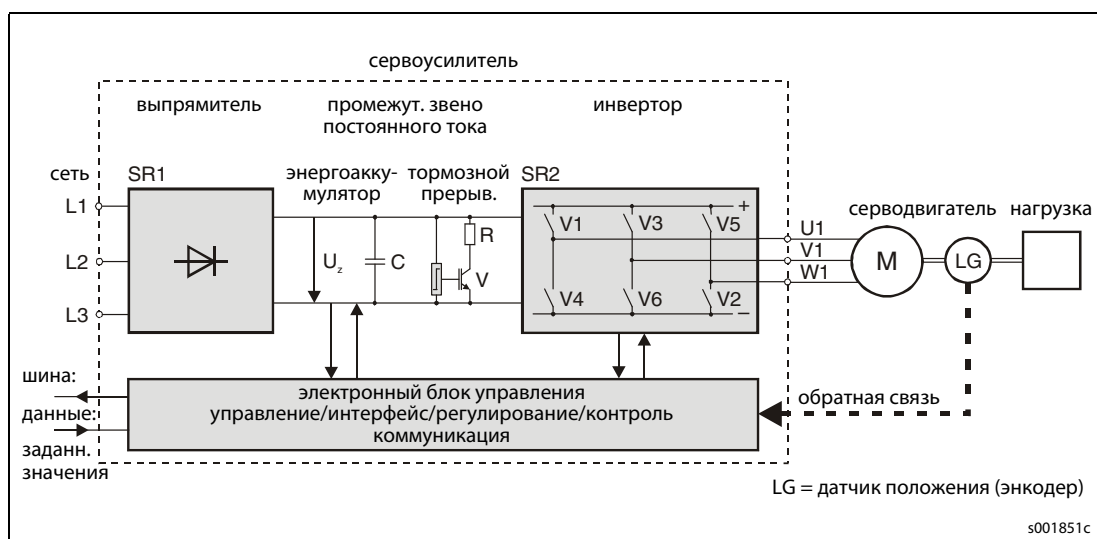 сервоусилитель
выпрямитель
промежут. звено
постоянного тока
инвертор
сеть
SR1
энергоакку-
мулятор
тормозной
прерыв.
SR2
L1
L2
L3
Uz
C
R
V
+
V1
V3
V5
V4
V6
V2
–
U1
V1
W1
серводвигатель
M
LG
нагрузка
шина:
данные:
заданн.
значения
электронный блок управления
управление/интерфейс/регулирование/контроль
коммуникация
обратная связь
LG = датчик положения (энкодер)
s001851c